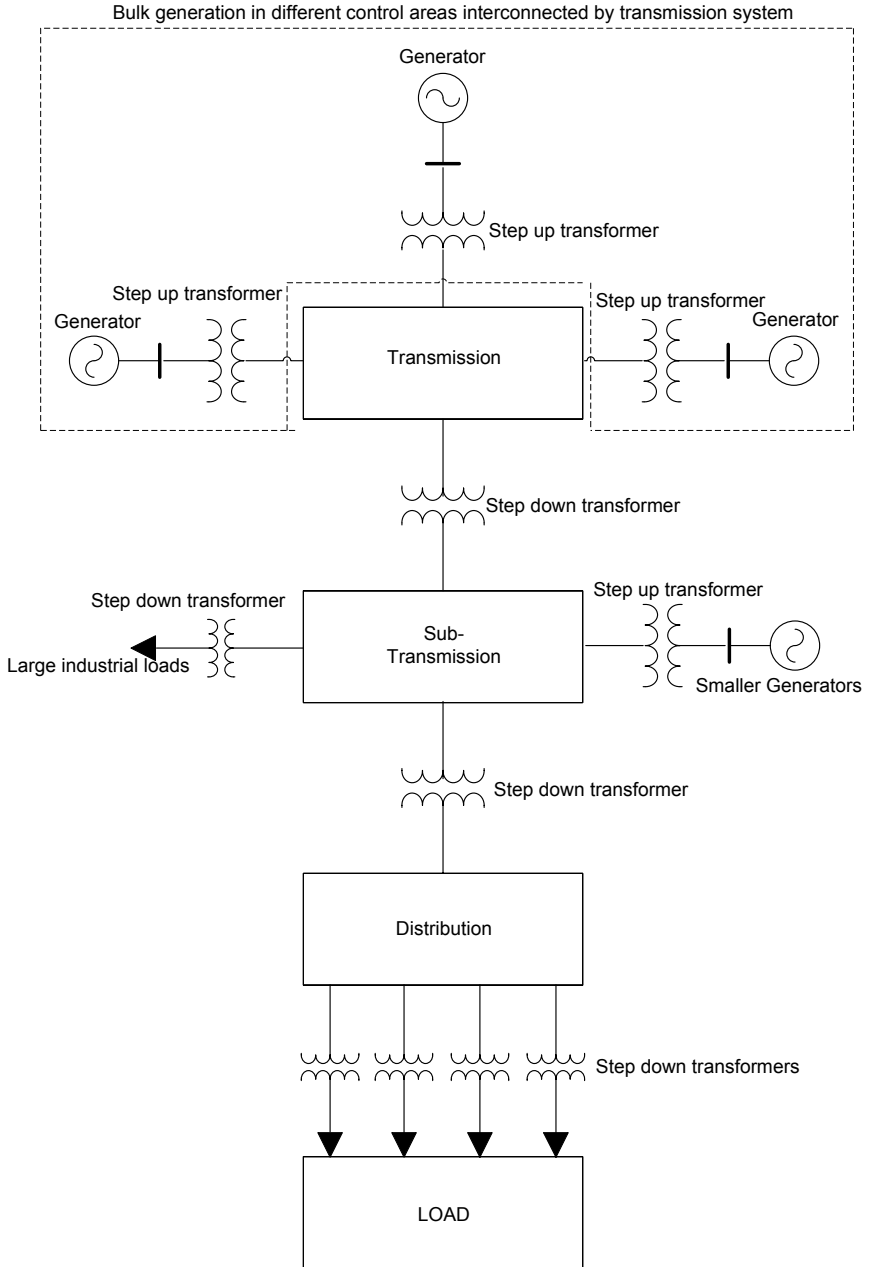 Bulk generation in different control areas interconnected by transmission system
Generator
Step up transformer
Step up transformer
Generator
Step up transformer
Generator
Transmission
Step down transformer
Step down transformer
Large industrial loads
Sub-
Transmission
Step up transformer
Smaller Generators
Step down transformer
Distribution
Step down transformers
LOAD